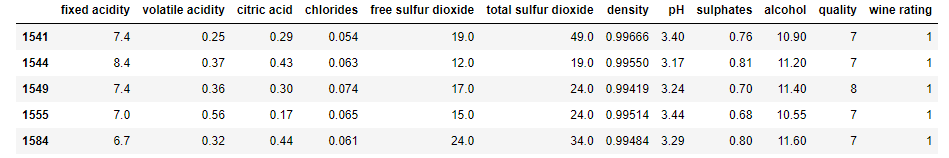 fixed acidity volatile acidity citric acid chlorides free sulfur dioxide total sulfur dioxide density pH sulphates alcohol quality wine rating
1541 7.4 0.25 0.29 0.054 19.0 49.0 0.99666 3.40 0.76 10.90 7 1
1544 8.4 0.37 0.43 0.063 12.0 19.0 0.99550 3.17 0.81 11.20 7 1
1549 7.4 0.36 0.30 0.074 17.0 24.0 0.99419 3.24 0.70 11.40 8 1
1555 7.0 0.56 0.17 0.065 15.0 24.0 0.99514 3.44 0.68 10.55 7 1
1584 6.7 0.32 0.44 0.061 24.0 34.0 0.99484 3.29 0.80 11.60 7 1